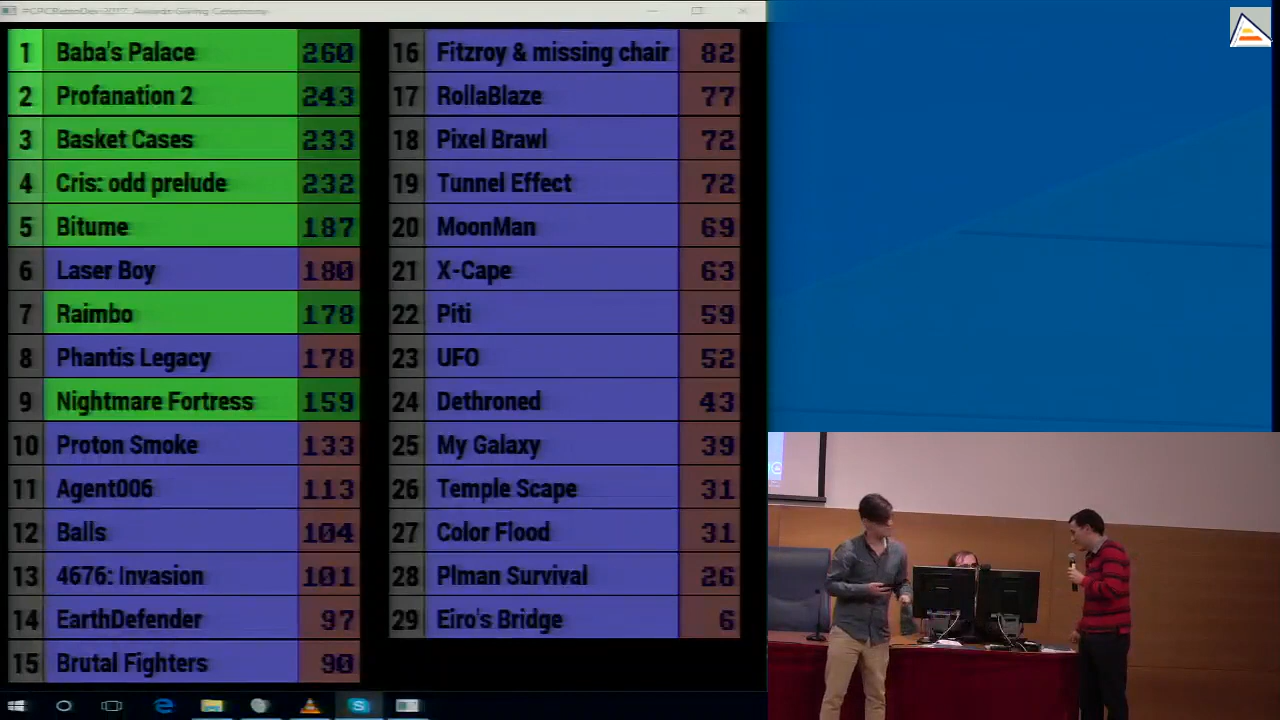 1 Baba's Palace 260
2 Profanation 2 243
3 Basket Cases 233
4 Cris: odd prelude 232
5 Bitume 187
6 Laser Boy 180
7 Raimbo 178
8 Phantis Legacy 178
9 Nightmare Fortress 159
10 Proton Smoke 133
11 Agent006 113
12 Balls 104
13 4676: Invasion 101
14 EarthDefender 97
15 Brutal Fighters 90
16 Fitzroy & missing chair 82
17 RollaBlaze 77
18 Pixel Brawl 72
19 Tunnel Effect 72
20 MoonMan 69
21 X-Cape 63
22 Piti 59
23 UFO 52
24 Dethroned 43
25 My Galaxy 39
26 Temple Scape 31
27 Color Flood 31
28 Plman Survival 26
29 Eiro's Bridge 6